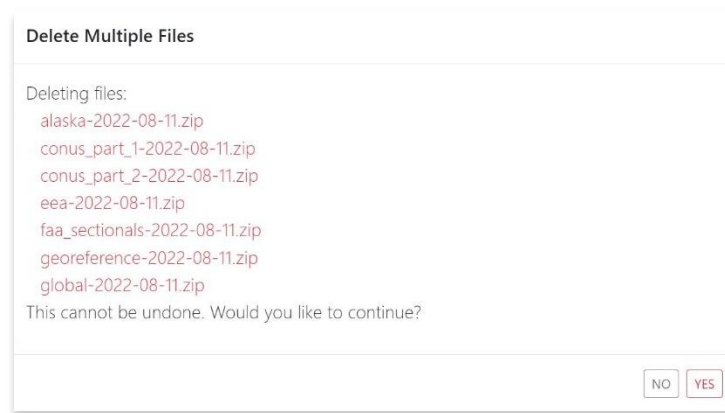 Delete Multiple Files
Deleting files:
alaska-2022-08-11.zip
conus_part_1-2022-08-11.zip
conus_part_2-2022-08-11.zip
eea-2022-08-11.zip
faa_sectionals-2022-08-11.zip
georeference-2022-08-11.zip
global-2022-08-11.zip
This cannot be undone. Would you like to continue?
NO YES